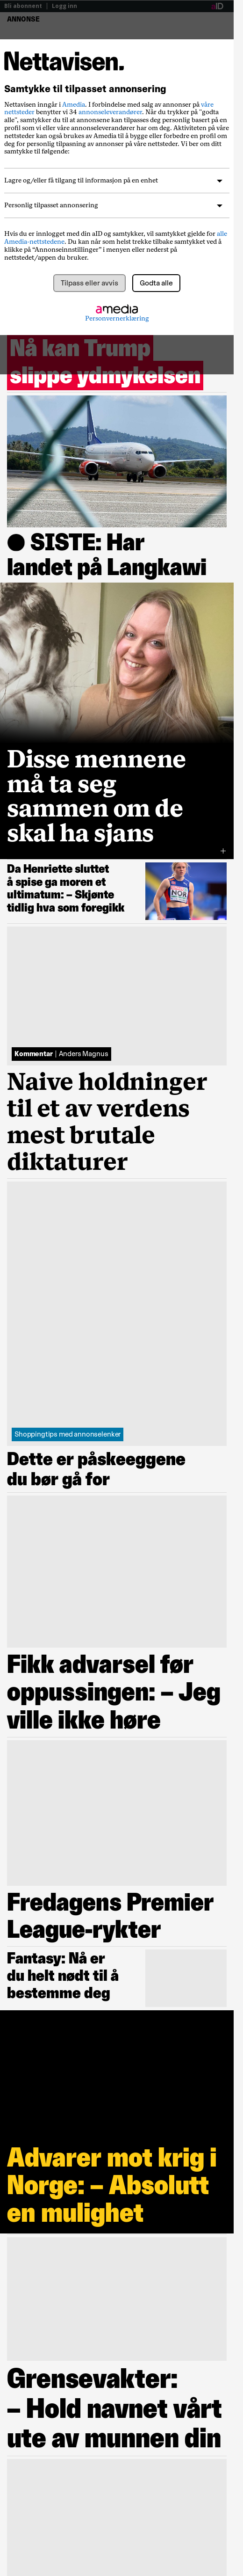 Bli abonnent | Logg inn
aID
ANNONSE
Nettavisen.
Samtykke til tilpasset annonsering
Nettavisen inngår i Amedia. I forbindelse med salg av annonser på våre
nettsteder benytter vi 34 annonseleverandører. Når du trykker på "godta
alle", samtykker du til at annonsører kan tilpasse deg personlig basert på en
profil som vi eller våre annonseleverandører har om deg. Aktiviteten på våre
nettsteder kan også brukes av Amedia til å bygge eller forbedre en profil om
deg for personlig tilpasning av annonser på våre nettsteder. Vi ber om ditt
samtykke til følgende:
Lagre og/eller få tilgang til informasjon på en enhet
Personlig tilpasset annonsering
Hvis du er innlogget med din aID og samtykker, vil samtykket gjelde for alle
Amedia-nettstedene. Du kan når som helst trekke tilbake samtykket ved å
klikke på “Annonseinnstillinger” i menyen eller nederst på
nettstedet/appen du bruker.
Tilpass eller avvis
Godta alle
amedia
Personvernerklæring
Nå kan Trump
slippe ydmykelsen
● SISTE: Har
landet på Langkawi
Disse mennene
må ta seg
sammen om de
skal ha sjans
+
Da Henriette sluttet
å spise ga moren et
ultimatum: – Skjønte
tidlig hva som foregikk
NOR
Kommentar | Anders Magnus
Naive holdninger
til et av verdens
mest brutale
diktaturer
Shoppingtips med annonselenker
Dette er påskeeggene
du bør gå for
Fikk advarsel før
oppussingen: – Jeg
ville ikke høre
Fredagens Premier
League-rykter
Fantasy: Nå er
du helt nødt til å
bestemme deg
Advarer mot krig i
Norge: – Absolutt
en mulighet
Grensevakter:
– Hold navnet vårt
ute av munnen din